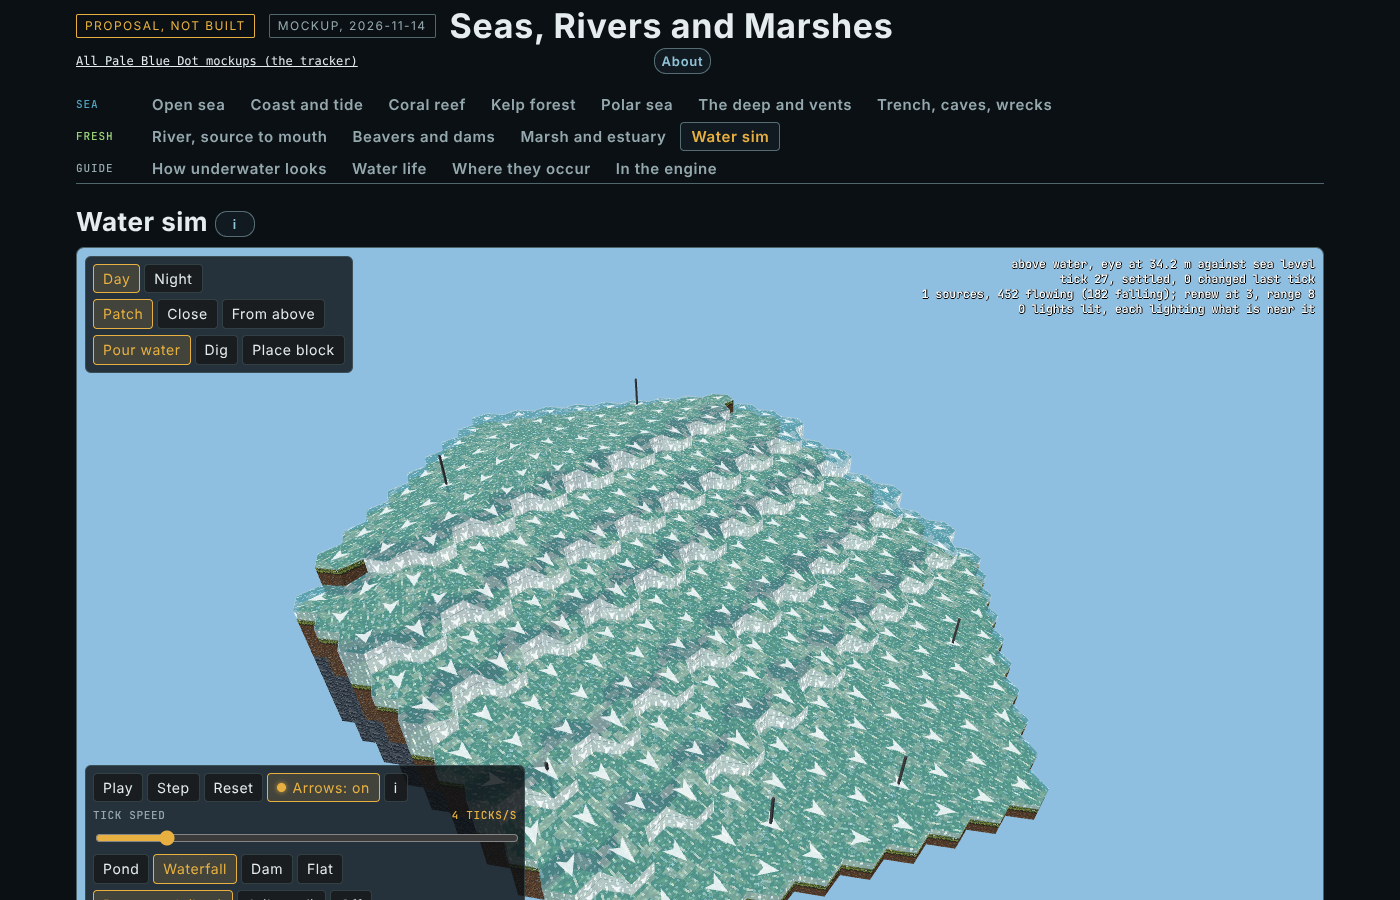 PROPOSAL, NOT BUILT
MOCKUP, 2026-11-14
Seas, Rivers and Marshes
All Pale Blue Dot mockups (the tracker)
About
SEA
Open sea
Coast and tide
Coral reef
Kelp forest
Polar sea
The deep and vents
Trench, caves, wrecks
FRESH
River, source to mouth
Beavers and dams
Marsh and estuary
Water sim
GUIDE
How underwater looks
Water life
Where they occur
In the engine
Water sim
i
Day
Night
Patch
Close
From above
Pour water
Dig
Place block
above water, eye at 34.2 m against sea level
tick 27, settled, 0 changed last tick
1 sources, 452 flowing (182 falling); renew at 3, range 8
0 lights lit, each lighting what is near it
Play
Step
Reset
Arrows: on
i
TICK SPEED
4 TICKS/S
Pond
Waterfall
Dam
Flat